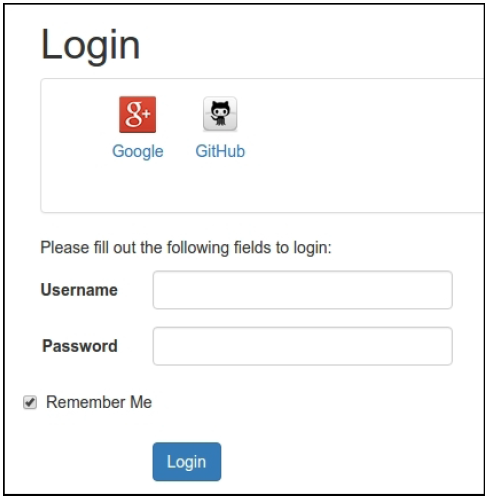 Login
g+
Google GitHub
Please fill out the following fields to login:
Username
Password
Remember Me
Login